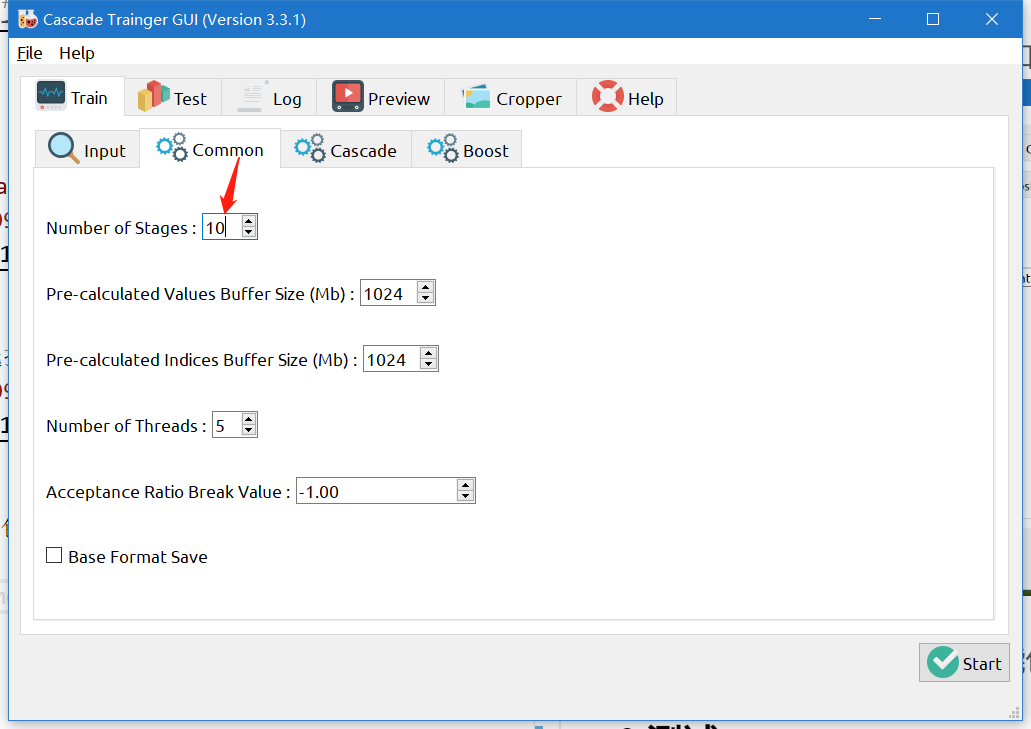 Cascade Trainger GUI (Version 3.3.1)
File Help
Train Test Log Preview Cropper Help
Input Common Cascade Boost
Number of Stages : 10
Pre-calculated Values Buffer Size (Mb) : 1024
Pre-calculated Indices Buffer Size (Mb) : 1024
Number of Threads : 5
Acceptance Ratio Break Value : -1.00
Base Format Save
Start